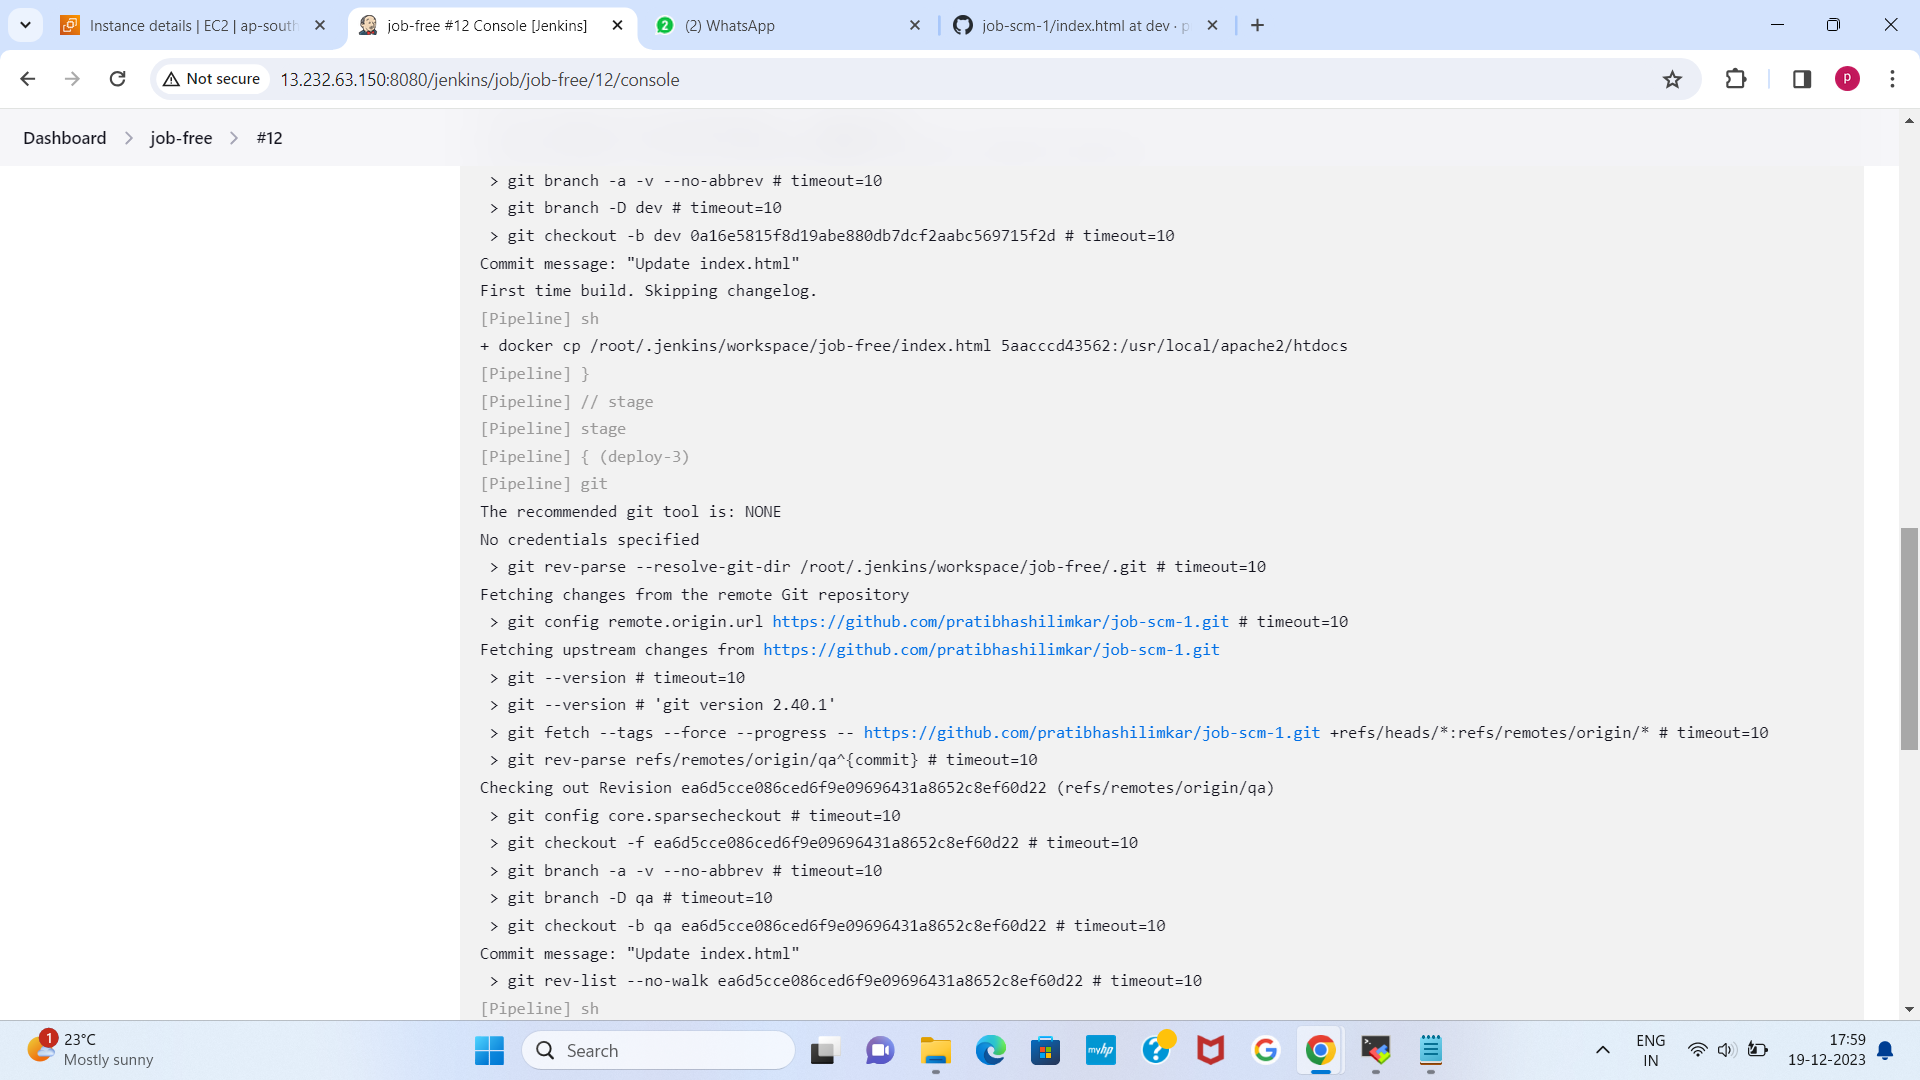 Instance details | EC2 | ap-south
job-free #12 Console [Jenkins]
2
(2) WhatsApp
job-scm-1/index.html at dev · p
Not secure
13.232.63.150:8080/jenkins/job/job-free/12/console
P
Dashboard
job-free
#12
> git branch -a -v --no-abbrev # timeout=10
> git branch -D dev # timeout=10
> git checkout -b dev 0a16e5815f8d19abe880db7dcf2aabc569715f2d # timeout=10
Commit message: "Update index.html"
First time build. Skipping changelog.
[Pipeline] sh
+ docker cp /root/.jenkins/workspace/job-free/index.html 5aacccd43562:/usr/local/apache2/htdocs
[Pipeline] }
[Pipeline] // stage
[Pipeline] stage
[Pipeline] { (deploy-3)
[Pipeline] git
The recommended git tool is: NONE
No credentials specified
> git rev-parse --resolve-git-dir /root/.jenkins/workspace/job-free/.git # timeout=10
Fetching changes from the remote Git repository
> git config remote.origin.url https://github.com/pratibhashilimkar/job-scm-1.git # timeout=10
Fetching upstream changes from https://github.com/pratibhashilimkar/job-scm-1.git
> git --version # timeout=10
> git --version # 'git version 2.40.1'
> git fetch --tags --force --progress -- https://github.com/pratibhashilimkar/job-scm-1.git +refs/heads/*:refs/remotes/origin/* # timeout=10
> git rev-parse refs/remotes/origin/qa^{commit} # timeout=10
Checking out Revision ea6d5cce086ced6f9e09696431a8652c8ef60d22 (refs/remotes/origin/qa)
> git config core.sparsecheckout # timeout=10
> git checkout -f ea6d5cce086ced6f9e09696431a8652c8ef60d22 # timeout=10
> git branch -a -v --no-abbrev # timeout=10
> git branch -D qa # timeout=10
> git checkout -b qa ea6d5cce086ced6f9e09696431a8652c8ef60d22 # timeout=10
Commit message: "Update index.html"
> git rev-list --no-walk ea6d5cce086ced6f9e09696431a8652c8ef60d22 # timeout=10
[Pipeline] sh
1
23°C
Mostly sunny
Search
myhp
ENG
IN
17:59
19-12-2023